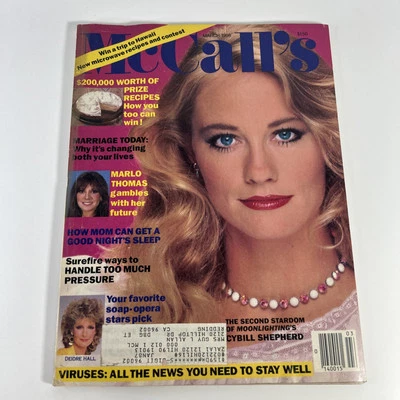 Win a trip to Hawaii
New microwave recipes and contest
McCall's
$200,000 WORTH OF
PRIZE
RECIPES
How you
too can
win!
MARRIAGE TODAY:
Why it's changing
both your lives
MARLO
THOMAS
gambles
with her
future
HOW MOM CAN GET A
GOOD NIGHT'S SLEEP
Surefire ways to
HANDLE TOO MUCH
PRESSURE
Your favorite
soap-opera
stars pick
DEIDRE HALL
THE SECOND STARDOM
OF MOONLIGHTING'S
CYBILL SHEPHERD
VIRUSES: ALL THE NEWS YOU NEED TO STAY WELL